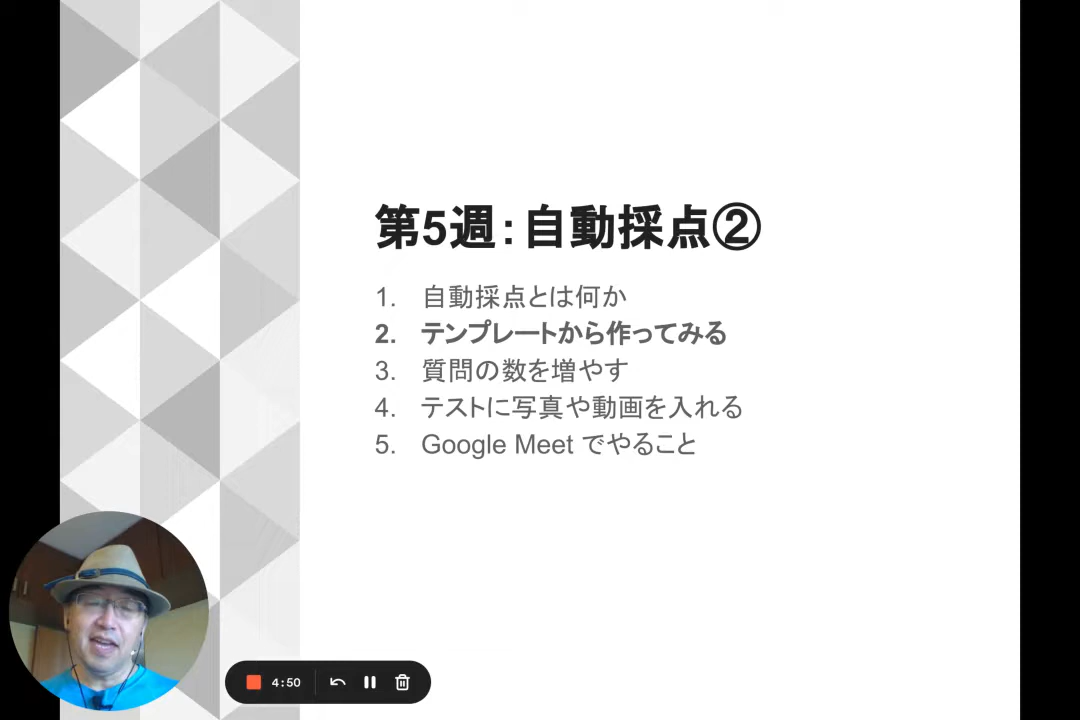 第5週：自動採点②
1. 自動採点とは何か
2. テンプレートから作ってみる
3. 質問の数を増やす
4. テストに写真や動画を入れる
5. Google Meet でやること
4:50